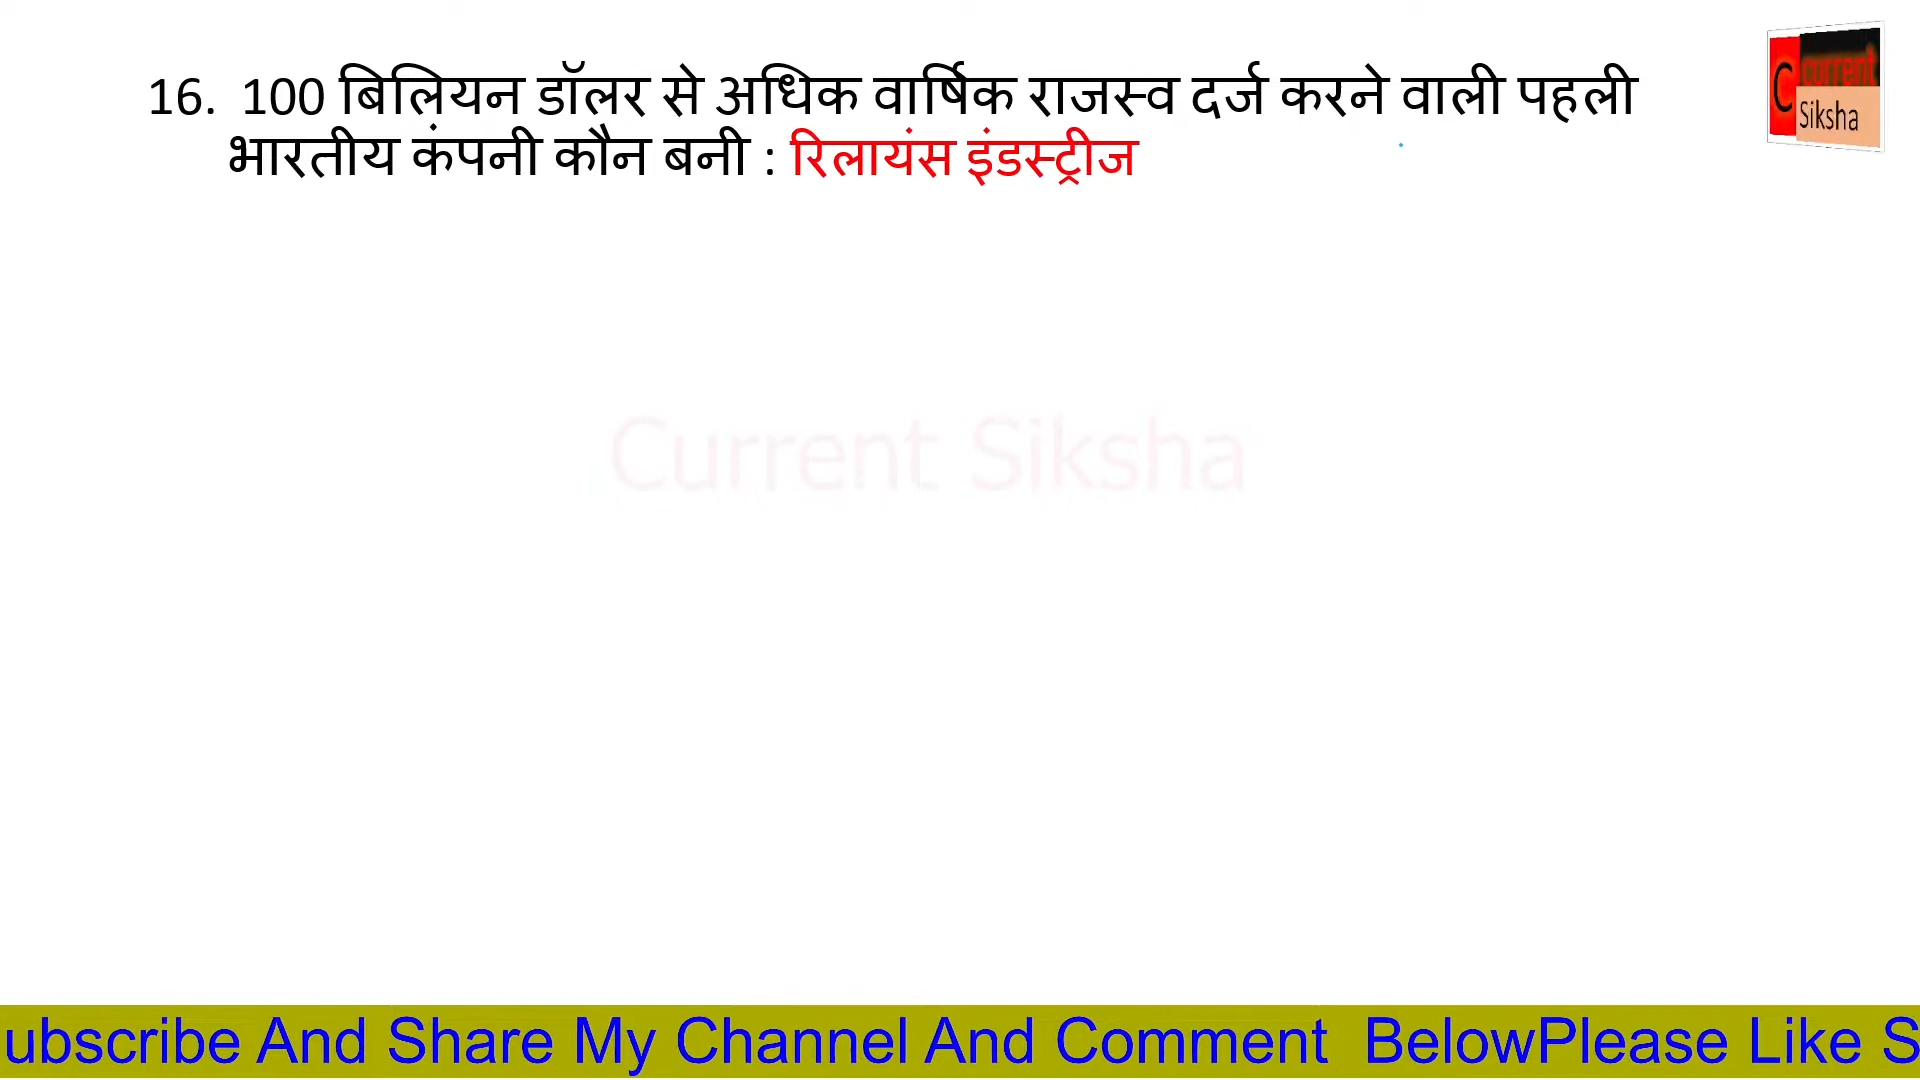 16. 100 बिलियन डॉलर से अधिक वार्षिक राजस्व दर्ज करने वाली पहली
भारतीय कंपनी कौन बनी : रिलायंस इंडस्ट्रीज
C current
Siksha
Current Siksha
ubscribe And Share My Channel And Comment BelowPlease Like S